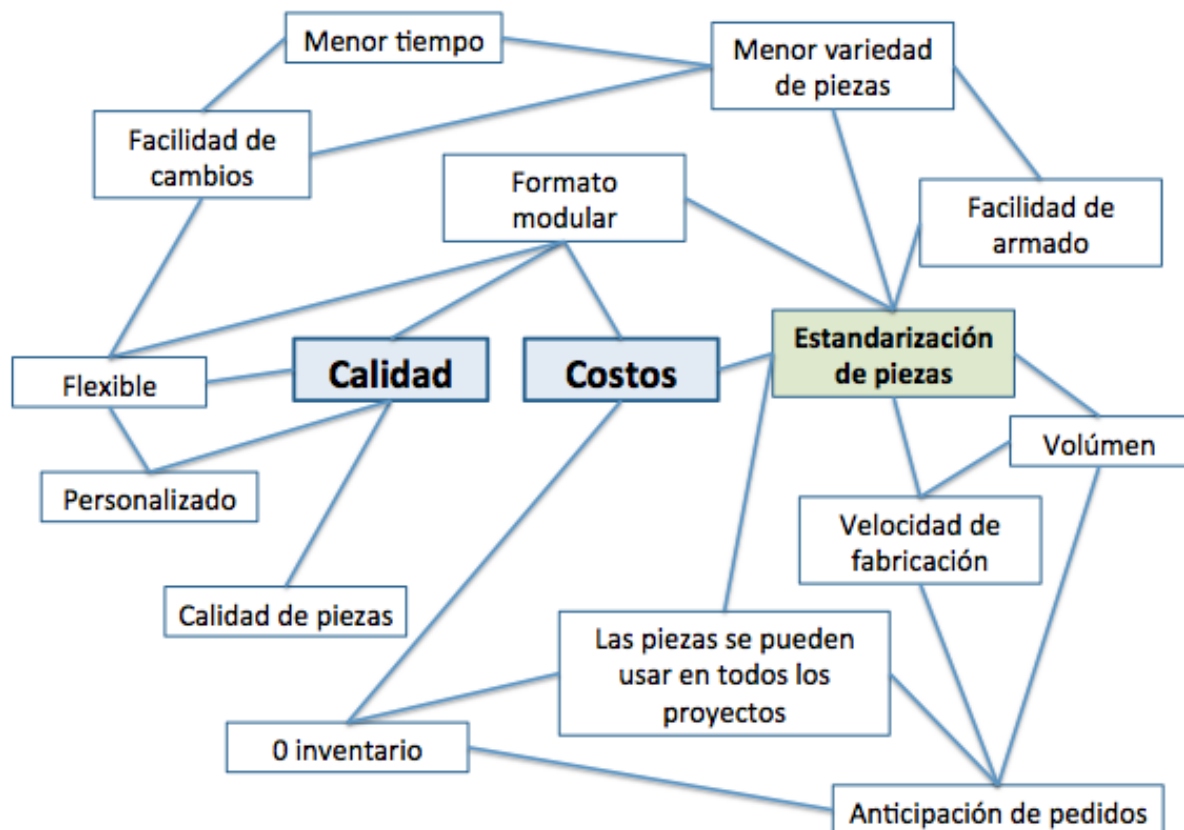 Menor tiempo
Menor variedad
de piezas
Facilidad de
cambios
Formato
modular
Facilidad de
armado
Flexible
Calidad
Costos
Estandarización
de piezas
Volúmen
Personalizado
Velocidad de
fabricación
Calidad de piezas
Las piezas se pueden
usar en todos los
proyectos
0 inventario
Anticipación de pedidos